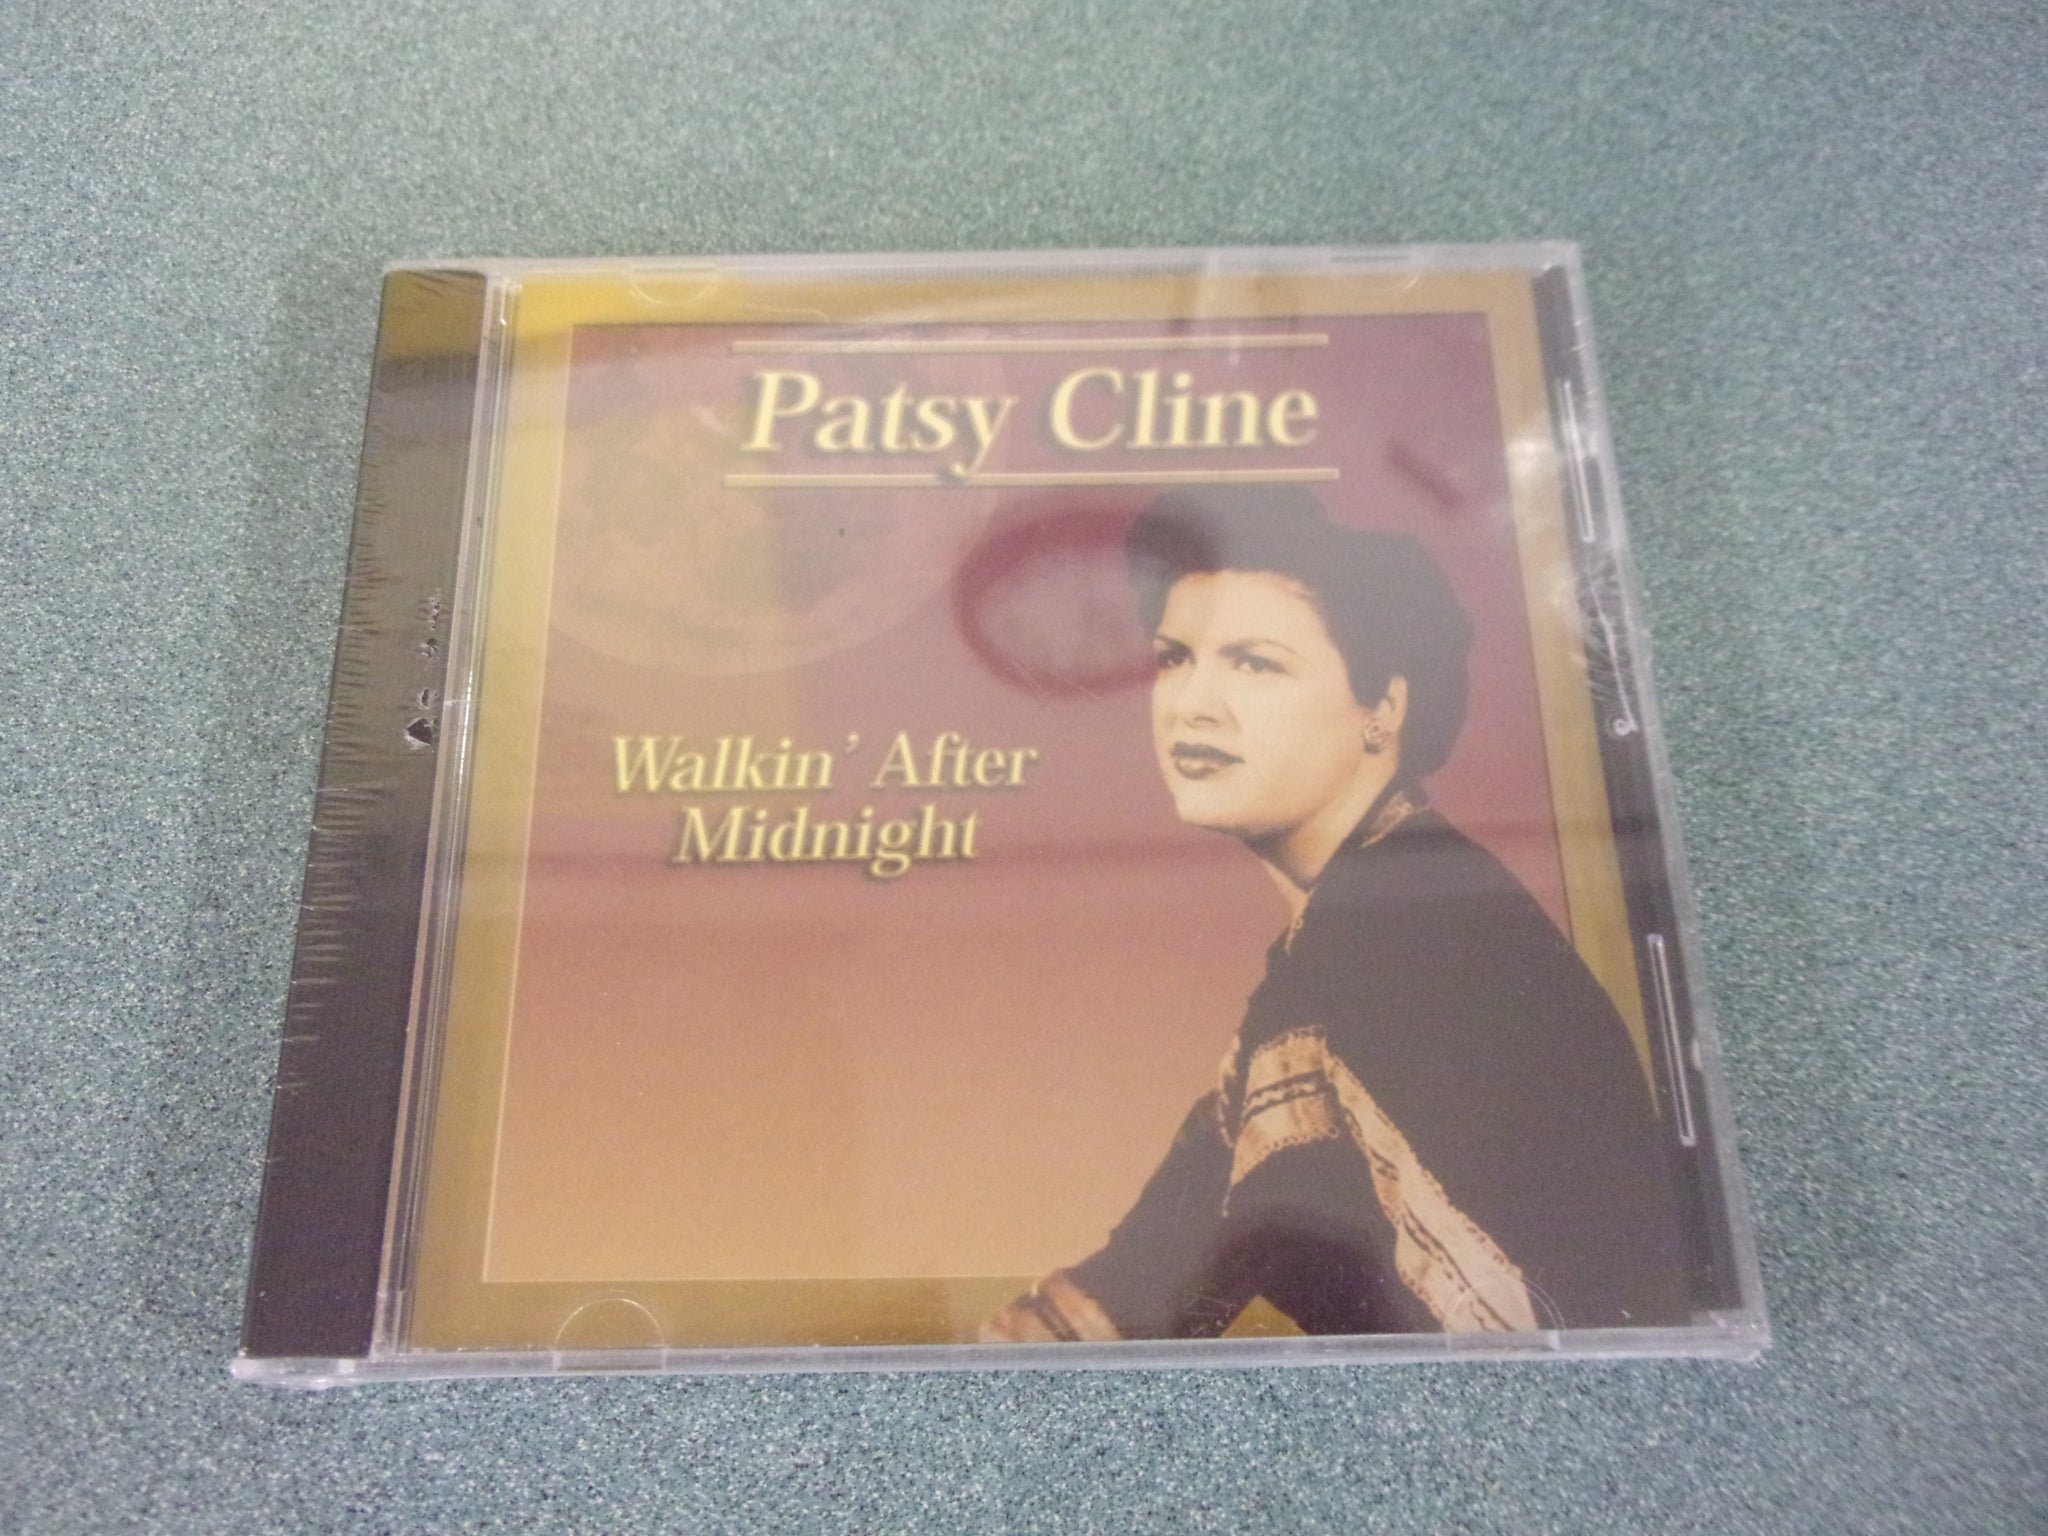 Patsy Cline
Walkin' After
Midnight